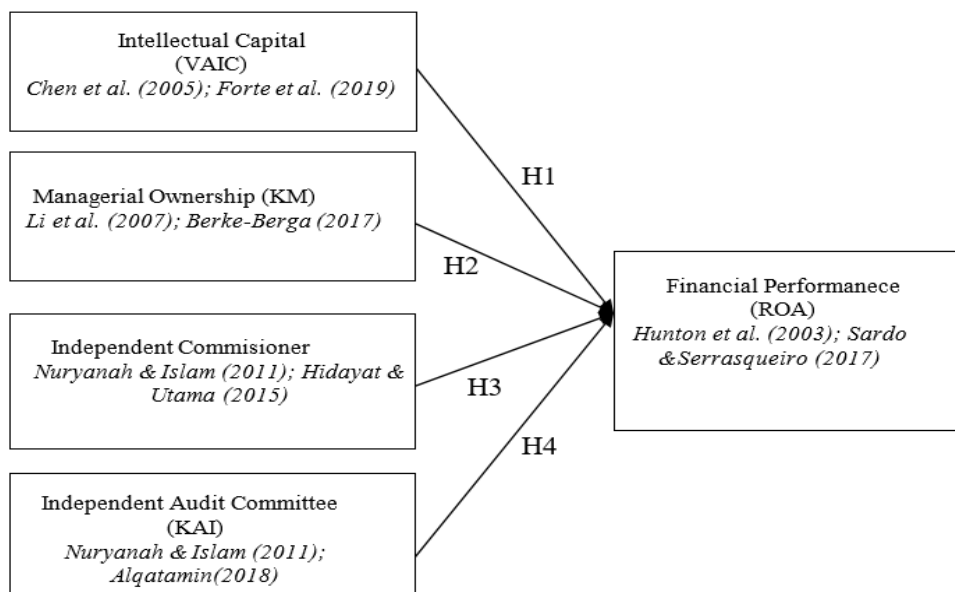 Intellectual Capital
(VAIC)
Chen et al. (2005); Forte et al. (2019)
Managerial Ownership (KM)
Li et al. (2007); Berke-Berga (2017)
Independent Commisioner
Nuryanah & Islam (2011); Hidayat &
Utama (2015)
Independent Audit Committee
(KAI)
Nuryanah & Islam (2011);
Alqatamin(2018)
H1
H2
H3
H4
Financial Performanece
(ROA)
Hunton et al. (2003); Sardo
&Serrasqueiro (2017)